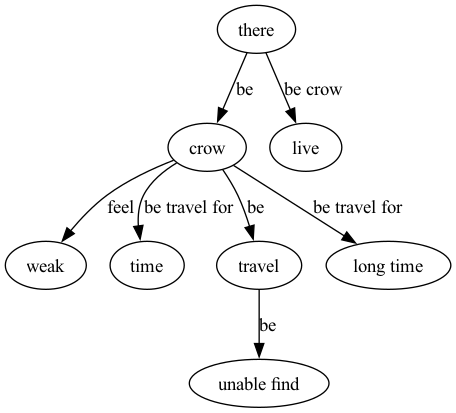 there
be
be crow
crow
live
feel
be travel for
be
be travel for
weak
time
travel
long time
be
unable find